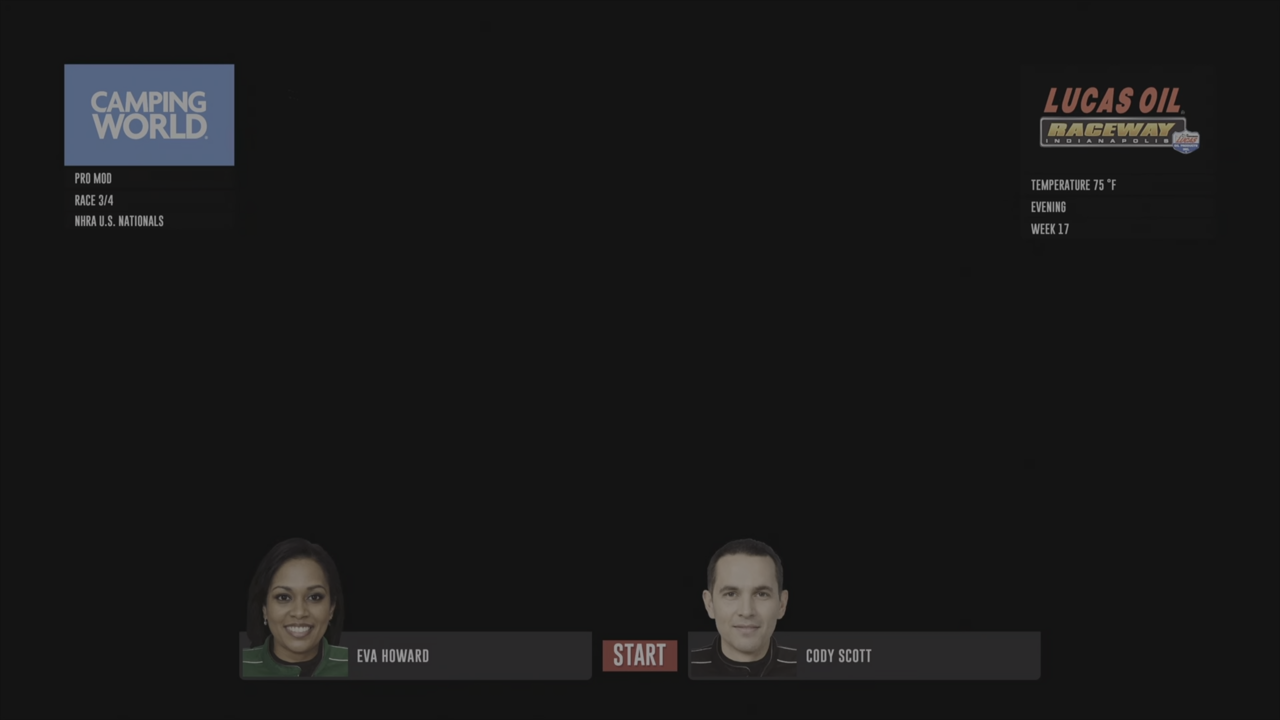 CAMPING
WORLD
PRO MOD
RACE 3/4
NHRA U.S. NATIONALS
LUCAS OIL
RACEWAY
INDIANAPOLIS
TEMPERATURE 75 °F
EVENING
WEEK 17
EVA HOWARD
START
CODY SCOTT